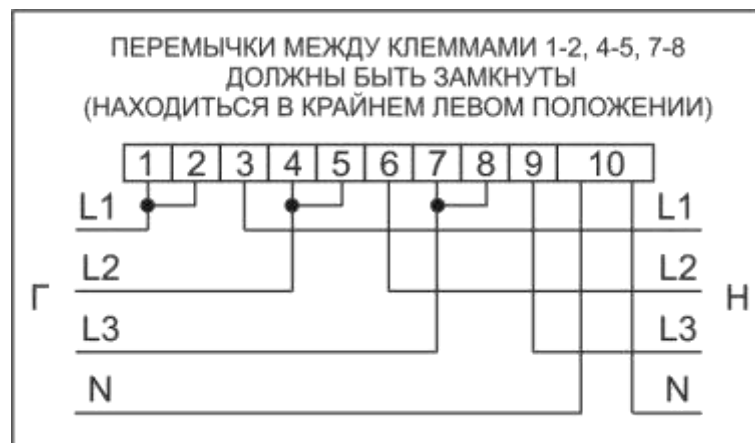 ПЕРЕМЫЧКИ МЕЖДУ КЛЕММАМИ 1-2, 4-5, 7-8
ДОЛЖНЫ БЫТЬ ЗАМКНУТЫ
(НАХОДИТЬСЯ В КРАЙНЕМ ЛЕВОМ ПОЛОЖЕНИИ)
1 2 3 4 5 6 7 8 9 10
L1 L1
L2 L2
Г Н
L3 L3
N N